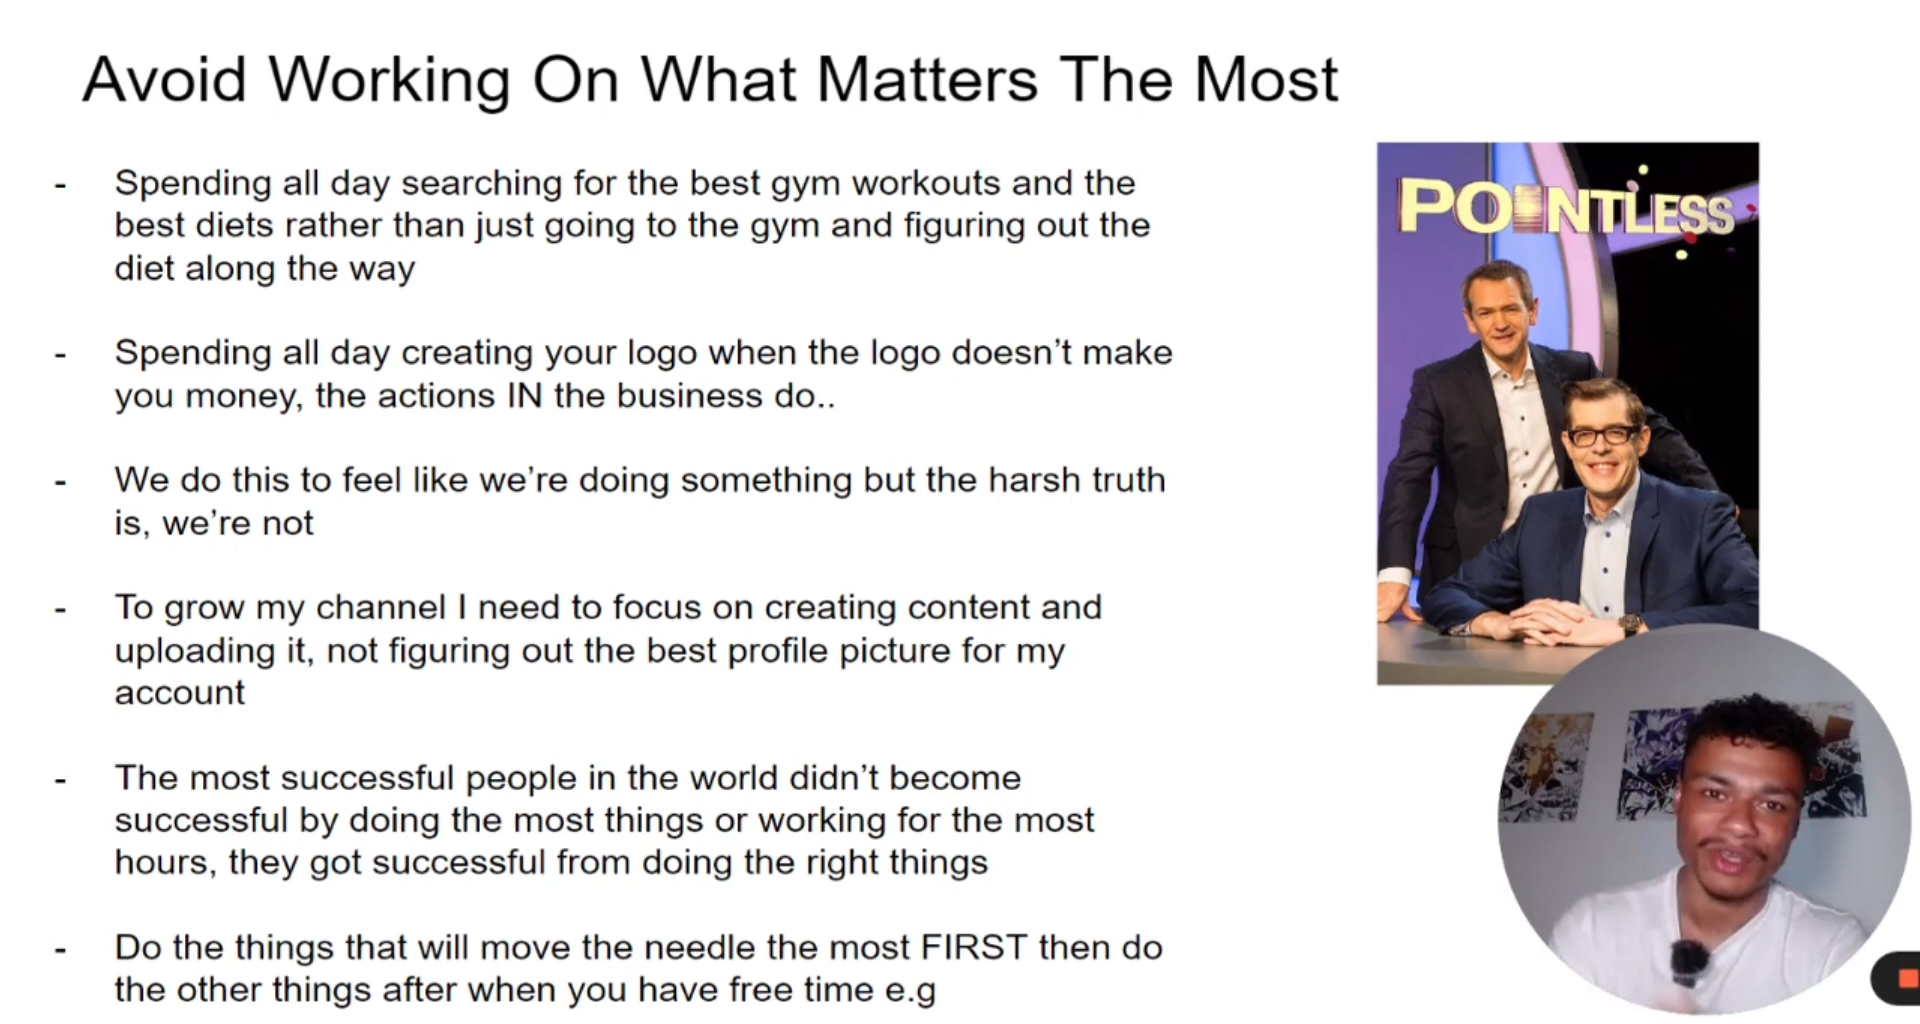 Avoid Working On What Matters The Most
- Spending all day searching for the best gym workouts and the
best diets rather than just going to the gym and figuring out the
diet along the way
- Spending all day creating your logo when the logo doesn’t make
you money, the actions IN the business do..
- We do this to feel like we’re doing something but the harsh truth
is, we’re not
- To grow my channel I need to focus on creating content and
uploading it, not figuring out the best profile picture for my
account
- The most successful people in the world didn’t become
successful by doing the most things or working for the most
hours, they got successful from doing the right things
- Do the things that will move the needle the most FIRST then do
the other things after when you have free time e.g
POINTLESS